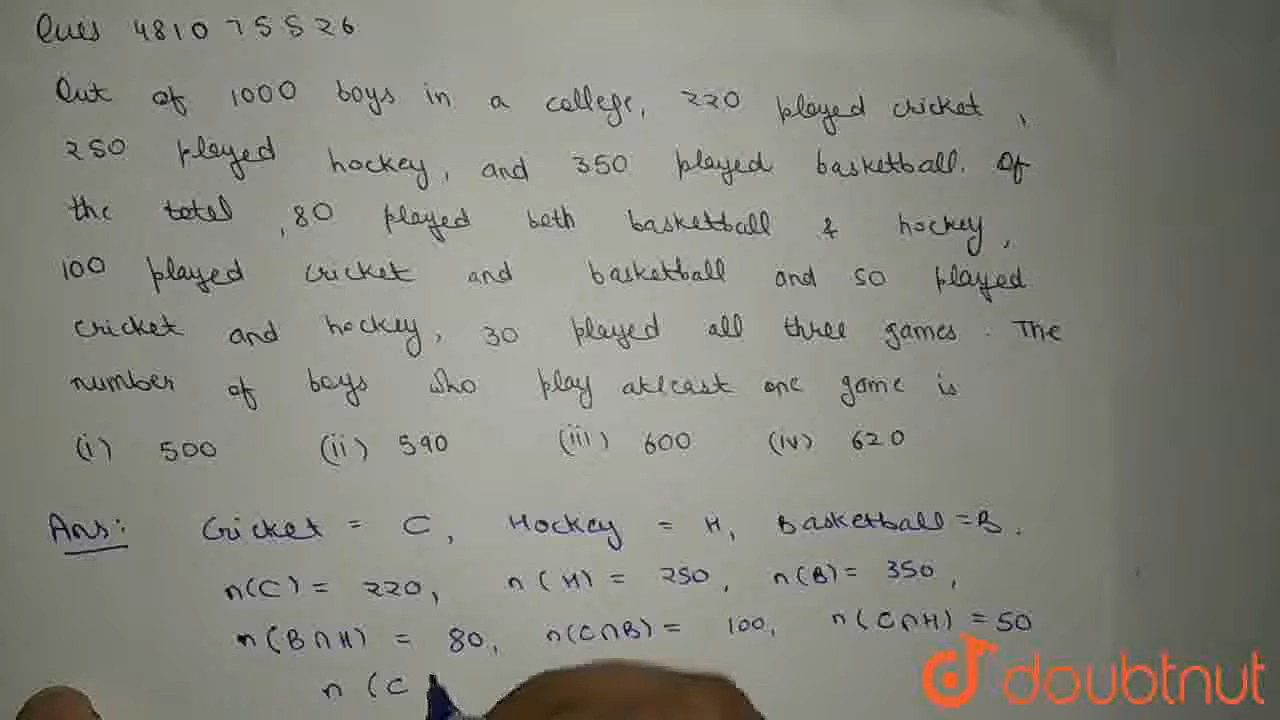 Ques 481075526
Out of 1000 boys in a college, 220 played cricket,
250 played hockey, and 350 played basketball. Of
the total, 80 played both basketball & hockey,
100 played cricket and basketball and 50 played
cricket and hockey, 30 played all three games. The
number of boys who play atleast one game is
(i) 500 (ii) 590 (iii) 600 (iv) 620
Ans: Cricket = C, Hockey = H, Basketball = B.
n(C) = 220, n(H) = 250, n(B) = 350,
n(B∩H) = 80, n(C∩B) = 100, n(C∩H) = 50
n (C
doubtnut